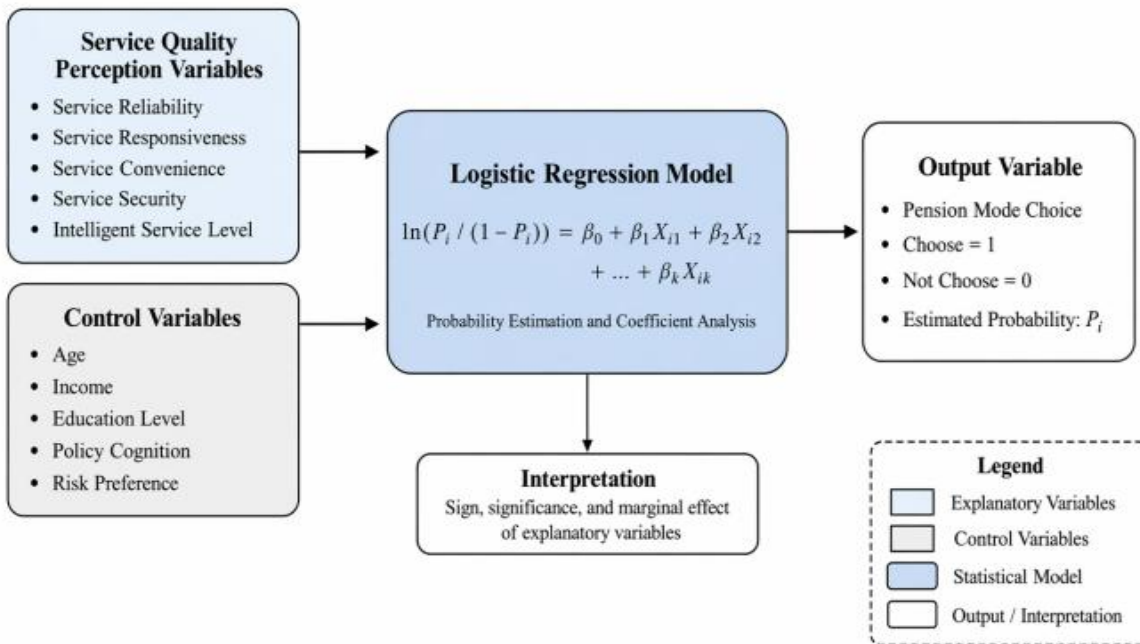 Service Quality
Perception Variables
• Service Reliability
• Service Responsiveness
• Service Convenience
• Service Security
• Intelligent Service Level
Control Variables
• Age
• Income
• Education Level
• Policy Cognition
• Risk Preference
Logistic Regression Model
ln(Pᵢ / (1 − Pᵢ)) = β₀ + β₁Xᵢ₁ + β₂Xᵢ₂
+ ... + βₖXᵢₖ
Probability Estimation and Coefficient Analysis
Interpretation
Sign, significance, and marginal effect
of explanatory variables
Output Variable
• Pension Mode Choice
• Choose = 1
• Not Choose = 0
• Estimated Probability: Pᵢ
Legend
Explanatory Variables
Control Variables
Statistical Model
Output / Interpretation